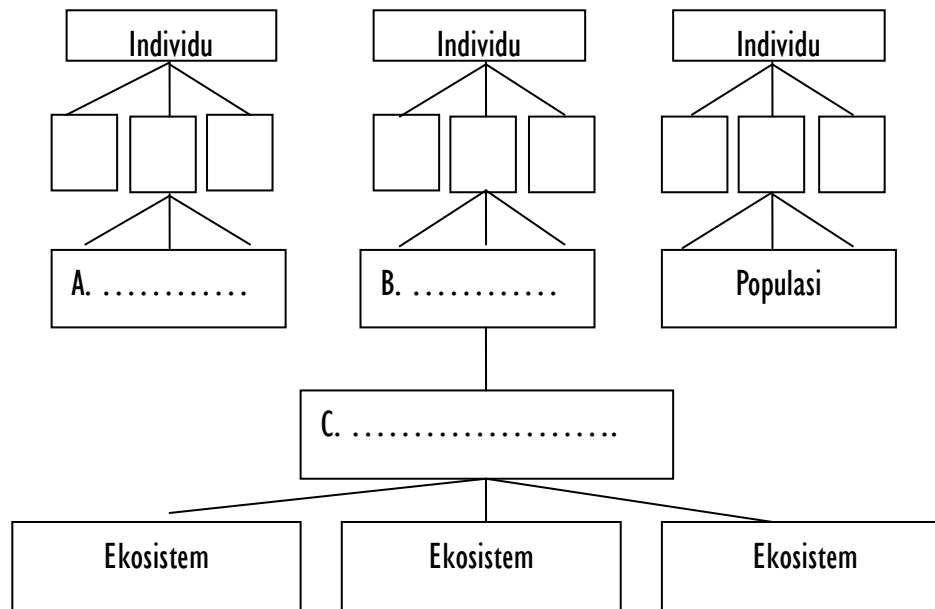 Individu
Individu
Individu
A. . . . . . . . . . . . .
B. . . . . . . . . . . . .
Populasi
C. . . . . . . . . . . . . . . . . . . . . . .
Ekosistem
Ekosistem
Ekosistem